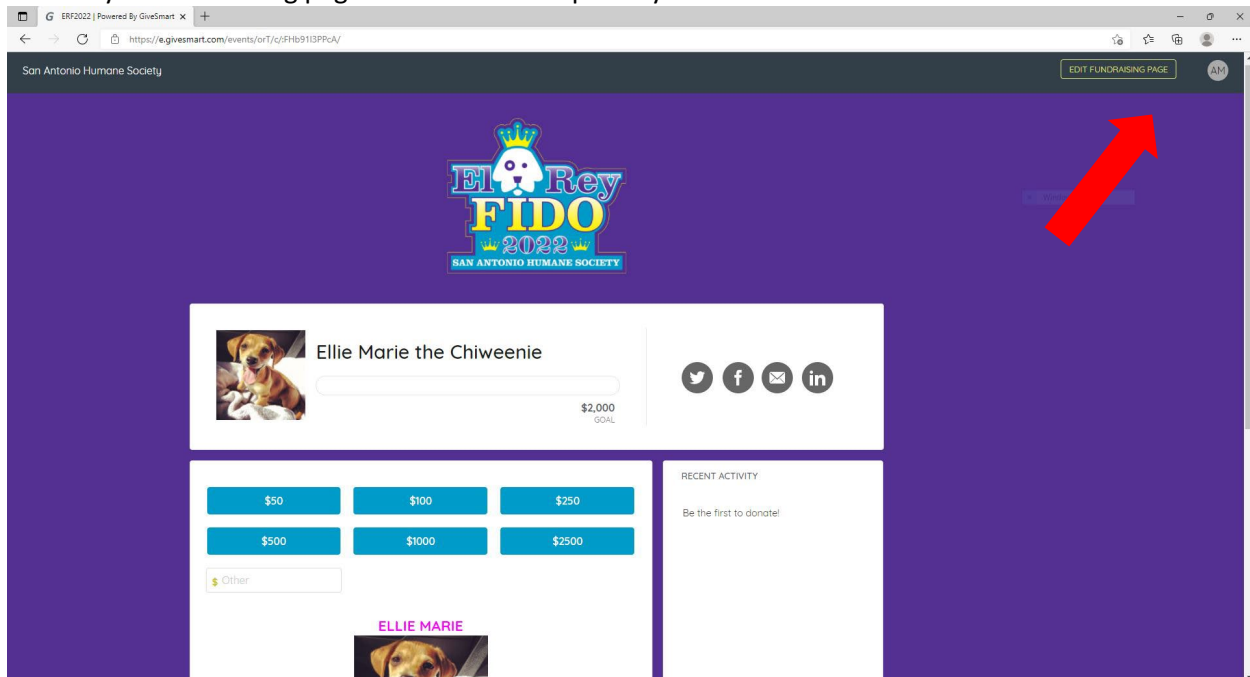 ERF2022 | Powered By GiveSmart
https://e.givesmart.com/events/orT/c/:FHb91I3PPcA/
San Antonio Humane Society
EDIT FUNDRAISING PAGE
AM
El Rey
FIDO
2022
SAN ANTONIO HUMANE SOCIETY
Ellie Marie the Chiweenie
$2,000
GOAL
$50 $100 $250
$500 $1000 $2500
$ Other
RECENT ACTIVITY
Be the first to donate!
ELLIE MARIE